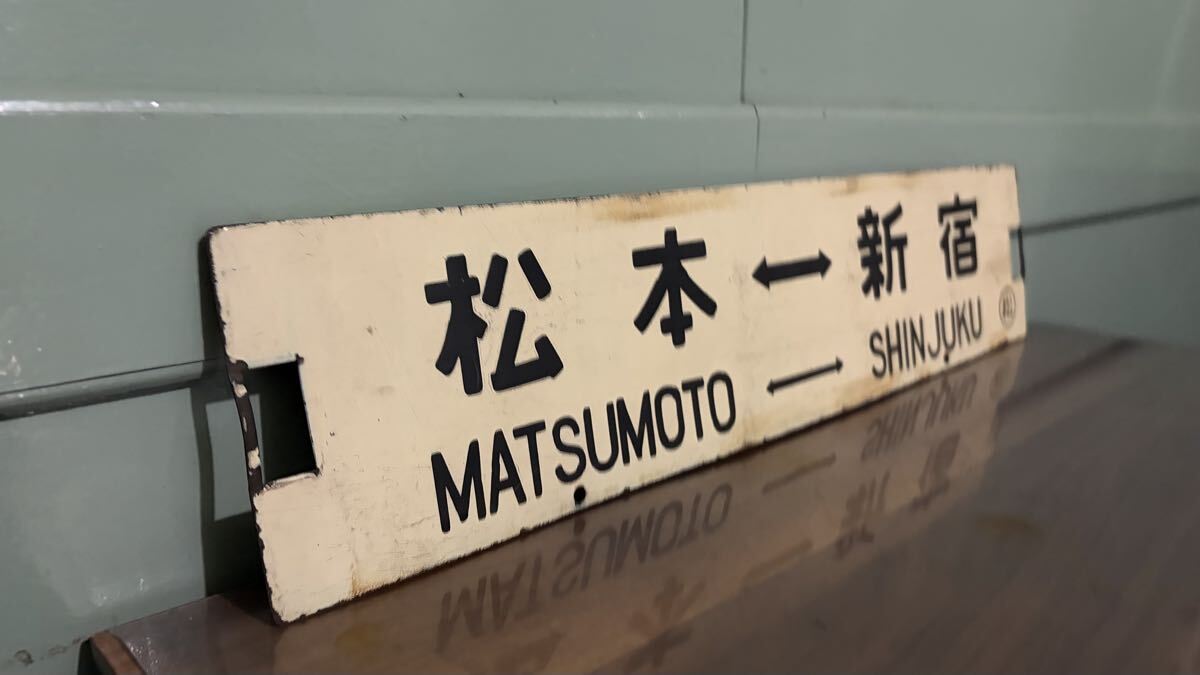 松本↔新宿
MATSUMOTO ↔ SHINJUKU